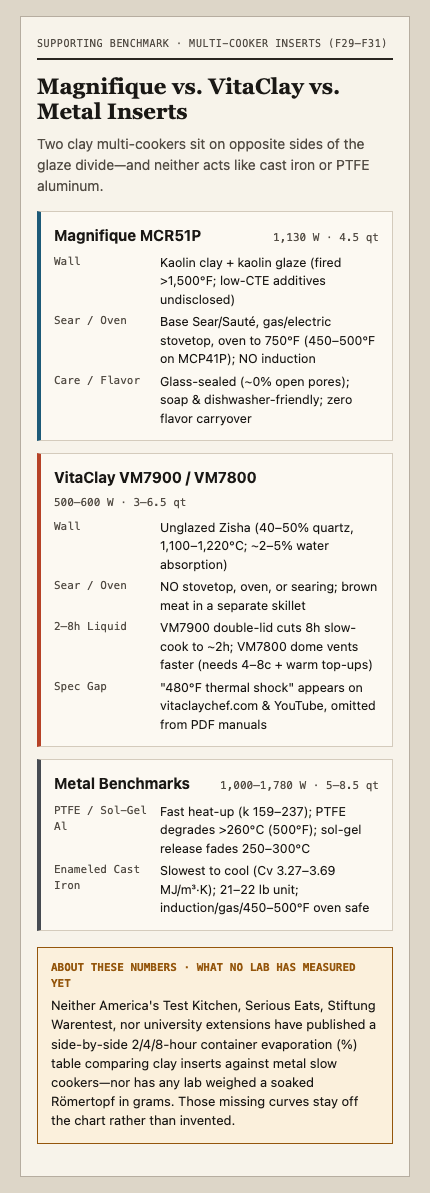 SUPPORTING BENCHMARK · MULTI-COOKER INSERTS (F29–F31)
Magnifique vs. VitaClay vs.
Metal Inserts
Two clay multi-cookers sit on opposite sides of the
glaze divide—and neither acts like cast iron or PTFE
aluminum.
Magnifique MCR51P 1,130 W · 4.5 qt
Wall Kaolin clay + kaolin glaze (fired
>1,500°F; low-CTE additives
undisclosed)
Sear / Oven Base Sear/Sauté, gas/electric
stovetop, oven to 750°F (450–500°F
on MCP41P); NO induction
Care / Flavor Glass-sealed (~0% open pores);
soap & dishwasher-friendly; zero
flavor carryover
VitaClay VM7900 / VM7800
500–600 W · 3–6.5 qt
Wall Unglazed Zisha (40–50% quartz,
1,100–1,220°C; ~2–5% water
absorption)
Sear / Oven NO stovetop, oven, or searing; brown
meat in a separate skillet
2–8h Liquid VM7900 double-lid cuts 8h slow-
cook to ~2h; VM7800 dome vents
faster (needs 4–8c + warm top-ups)
Spec Gap "480°F thermal shock" appears on
vitaclaychef.com & YouTube, omitted
from PDF manuals
Metal Benchmarks 1,000–1,780 W · 5–8.5 qt
PTFE / Sol-Gel Fast heat-up (k 159–237); PTFE
Al degrades >260°C (500°F); sol-gel
release fades 250–300°C
Enameled Cast Slowest to cool (Cv 3.27–3.69
Iron MJ/m³·K); 21–22 lb unit;
induction/gas/450–500°F oven safe
ABOUT THESE NUMBERS · WHAT NO LAB HAS MEASURED
YET
Neither America's Test Kitchen, Serious Eats, Stiftung
Warentest, nor university extensions have published a
side-by-side 2/4/8-hour container evaporation (%)
table comparing clay inserts against metal slow
cookers—nor has any lab weighed a soaked
Römertopf in grams. Those missing curves stay off
the chart rather than invented.